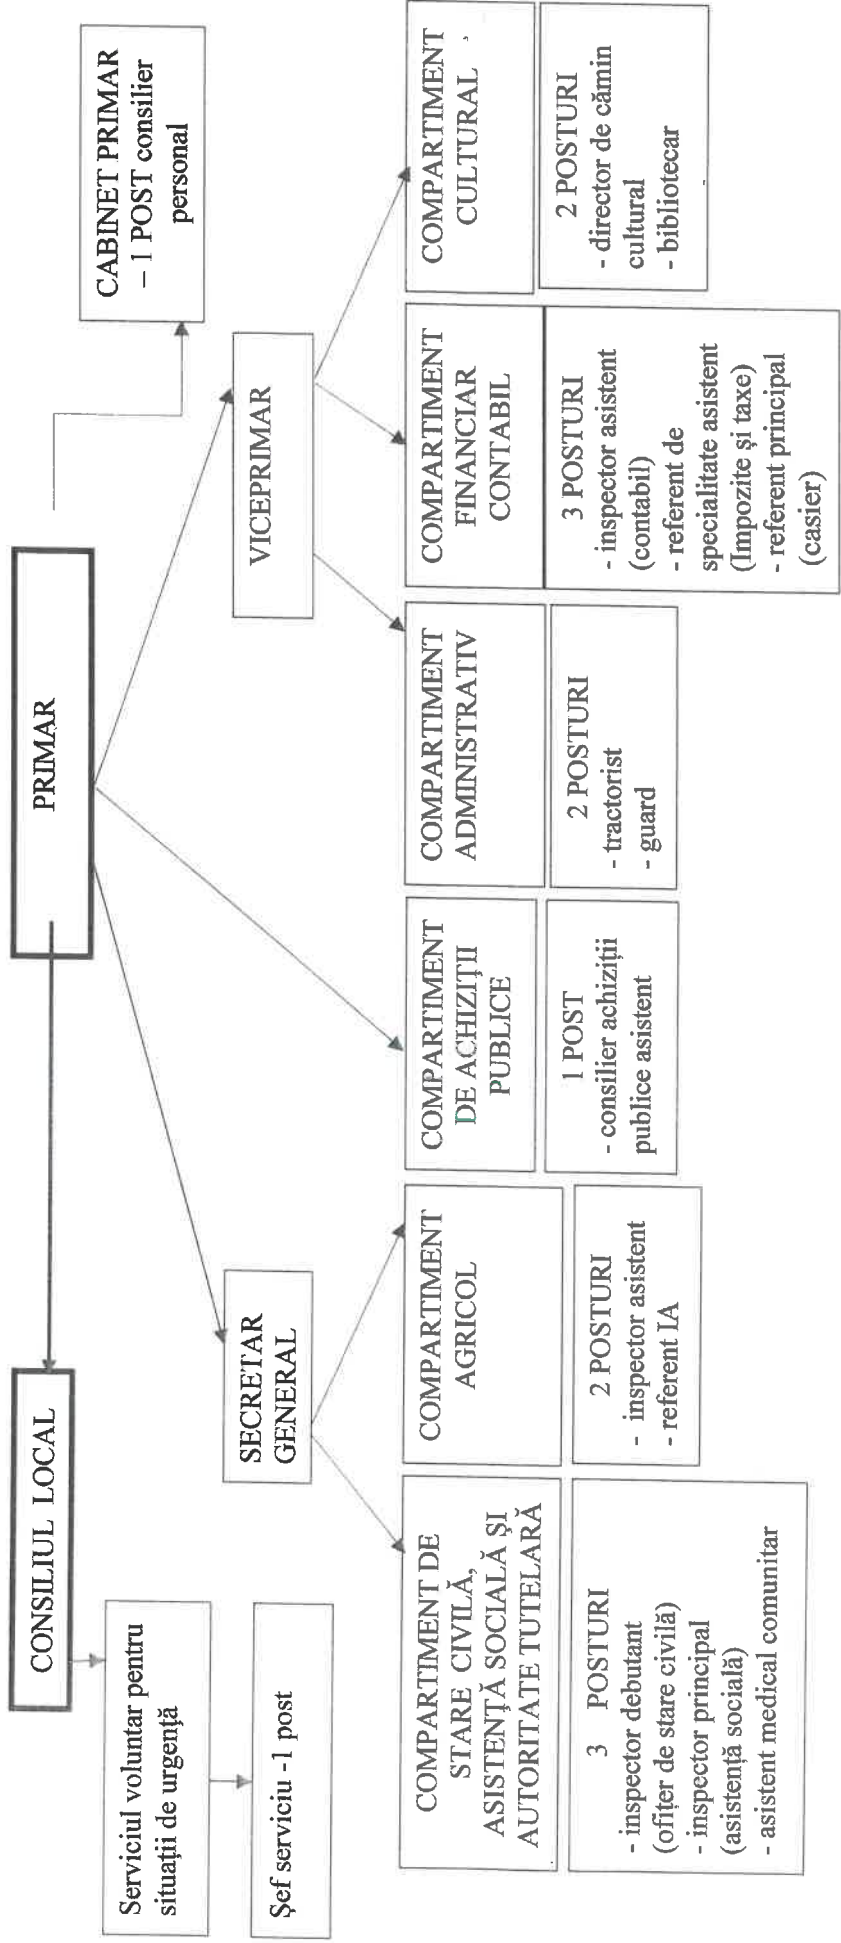 CONSILIUL LOCAL
PRIMAR
CABINET PRIMAR
– 1 POST consilier
personal
Serviciul voluntar pentru
situații de urgență
Șef serviciu -1 post
SECRETAR
GENERAL
VICEPRIMAR
COMPARTIMENT DE
STARE CIVILĂ,
ASISTENȚĂ SOCIALĂ ȘI
AUTORITATE TUTELARĂ
3 POSTURI
- inspector debutant
(ofițer de stare civilă)
- inspector principal
(asistență socială)
- asistent medical comunitar
COMPARTIMENT
AGRICOL
2 POSTURI
- inspector asistent
- referent IA
COMPARTIMENT
DE ACHIZIȚII
PUBLICE
1 POST
- consilier achiziții
publice asistent
COMPARTIMENT
ADMINISTRATIV
2 POSTURI
- tractorist
- guard
COMPARTIMENT
FINANCIAR
CONTABIL
3 POSTURI
- inspector asistent
(contabil)
- referent de
specialitate asistent
(Impozite și taxe)
- referent principal
(casier)
COMPARTIMENT
CULTURAL
2 POSTURI
- director de cămin
cultural
- bibliotecar